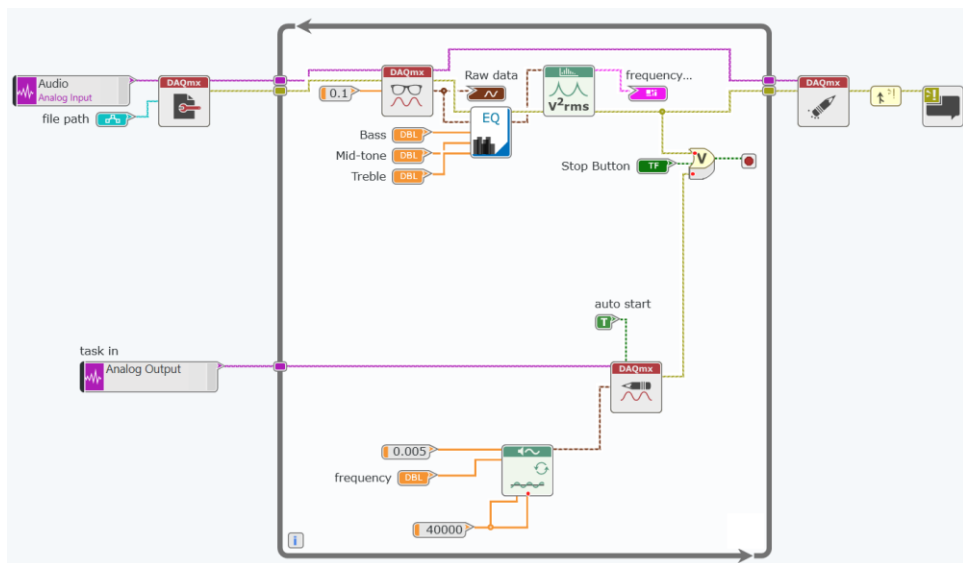 Audio
Analog Input
file path
DAQmx
0.1
DAQmx
Raw data
V²rms
frequency...
EQ
Bass
DBL
Mid-tone
DBL
Treble
DBL
Stop Button
TF
V
DAQmx
auto start
T
task in
Analog Output
DAQmx
0.005
frequency
DBL
40000
i